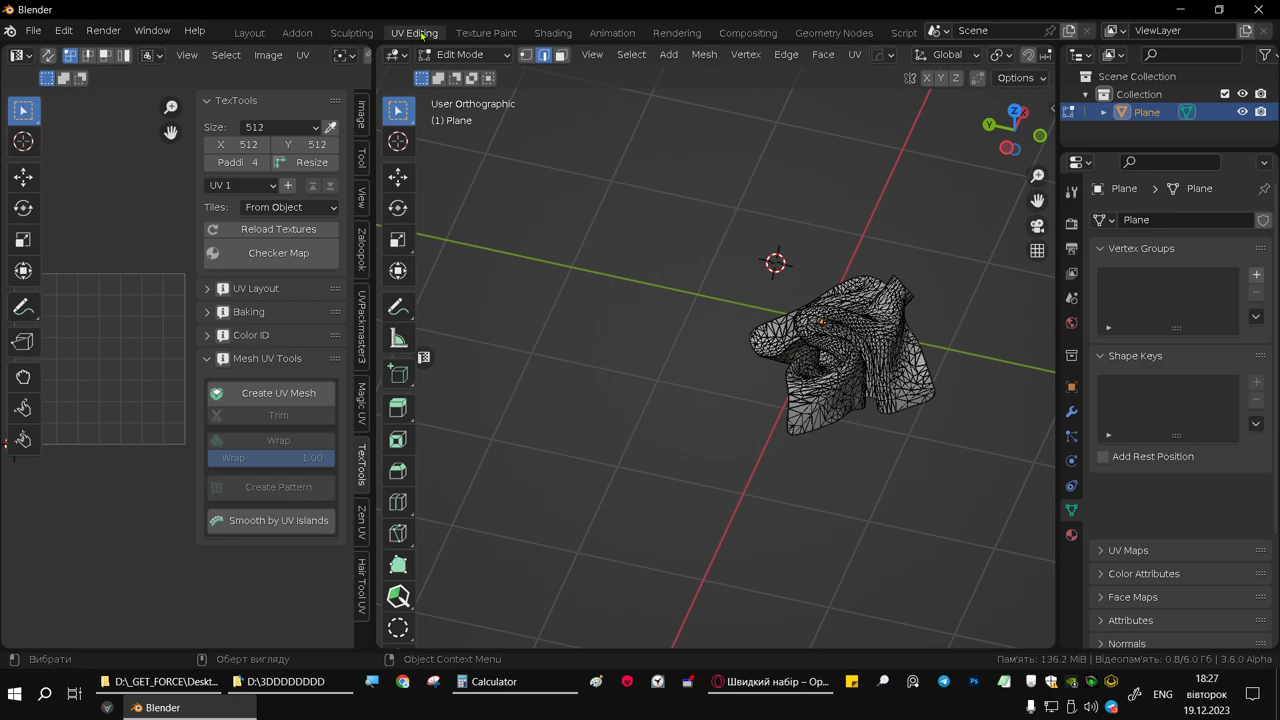 Blender
File Edit Render Window Help Layout Addon Sculpting UV Editing Texture Paint Shading Animation Rendering Compositing Geometry Nodes Script Scene ViewLayer
View Select Image UV Edit Mode View Select Add Mesh Vertex Edge Face UV Global
X Y Z Options
User Orthographic
(1) Plane
Scene Collection
Collection
Plane
TexTools
Size: 512
X 512 Y 512
Paddi 4 Resize
UV 1
Tiles: From Object
Reload Textures
Checker Map
UV Layout
Baking
Color ID
Mesh UV Tools
Create UV Mesh
Trim
Wrap
Wrap 1.00
Create Pattern
Smooth by UV Islands
Image
Tool
View
Zaloopok
UVPackmaster3
Magic UV
TexTools
Zen UV
Hair Tool UV
Z
Y
X
Plane Plane
Plane
Vertex Groups
Shape Keys
Add Rest Position
UV Maps
Color Attributes
Face Maps
Attributes
Normals
Вибрати Оберт вигляду Object Context Menu Пам'ять: 136.2 MiB | Відеопам'ять: 0.8/6.0 Gi | 3.6.0 Alpha
D:\_GET_FORCE\Deskt... D:\3DDDDDDDD Calculator Швидкий набір – Op...
Blender
ENG
18:27
вівторок
19.12.2023